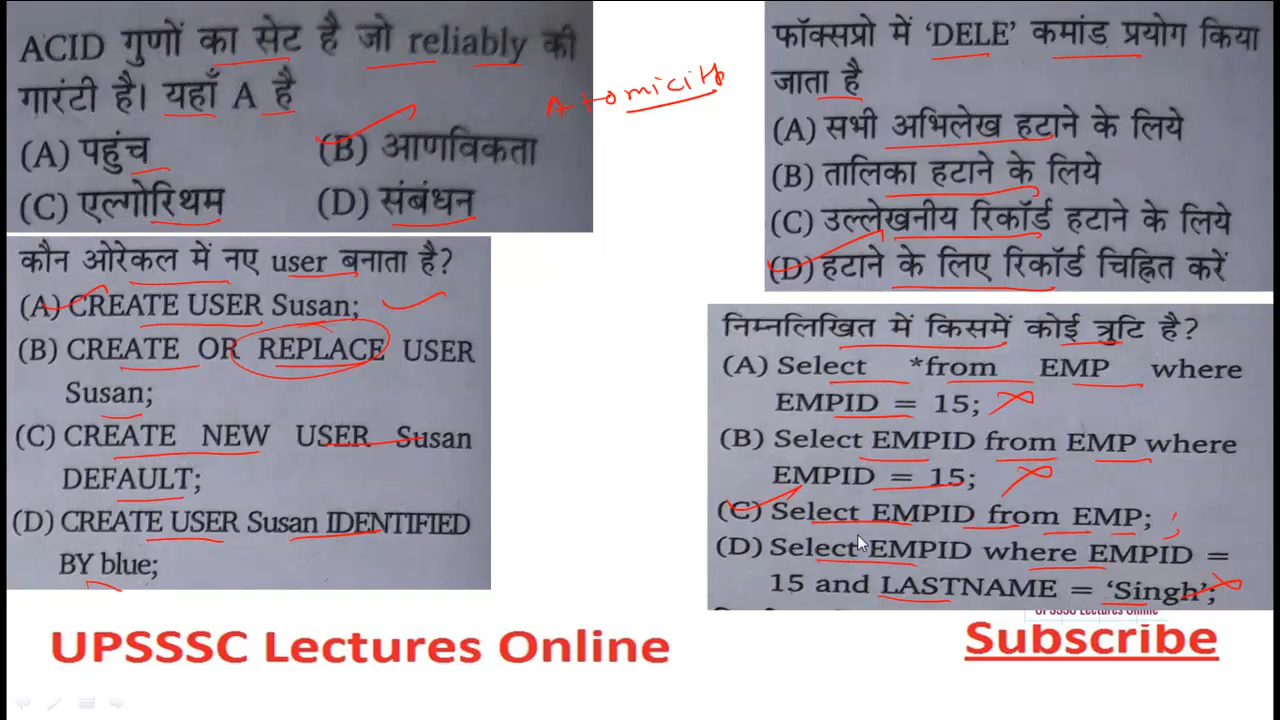 ACID गुणों का सेट है जो reliably की
गारंटी है। यहाँ A है
(A) पहुंच (B) आणविकता
(C) एल्गोरिथम (D) संबंधन
Atomicity
कौन ओरेकल में नए user बनाता है?
(A) CREATE USER Susan;
(B) CREATE OR REPLACE USER
Susan;
(C) CREATE NEW USER Susan
DEFAULT;
(D) CREATE USER Susan IDENTIFIED
BY blue;
फॉक्सप्रो में ‘DELE’ कमांड प्रयोग किया
जाता है
(A) सभी अभिलेख हटाने के लिये
(B) तालिका हटाने के लिये
(C) उल्लेखनीय रिकॉर्ड हटाने के लिये
(D) हटाने के लिए रिकॉर्ड चिह्नित करें
निम्नलिखित में किसमें कोई त्रुटि है?
(A) Select *from EMP where
EMPID = 15;
(B) Select EMPID from EMP where
EMPID = 15;
(C) Select EMPID from EMP;
(D) Select EMPID where EMPID =
15 and LASTNAME = ‘Singh’;
UPSSSC Lectures Online
UPSSSC Lectures Online
Subscribe